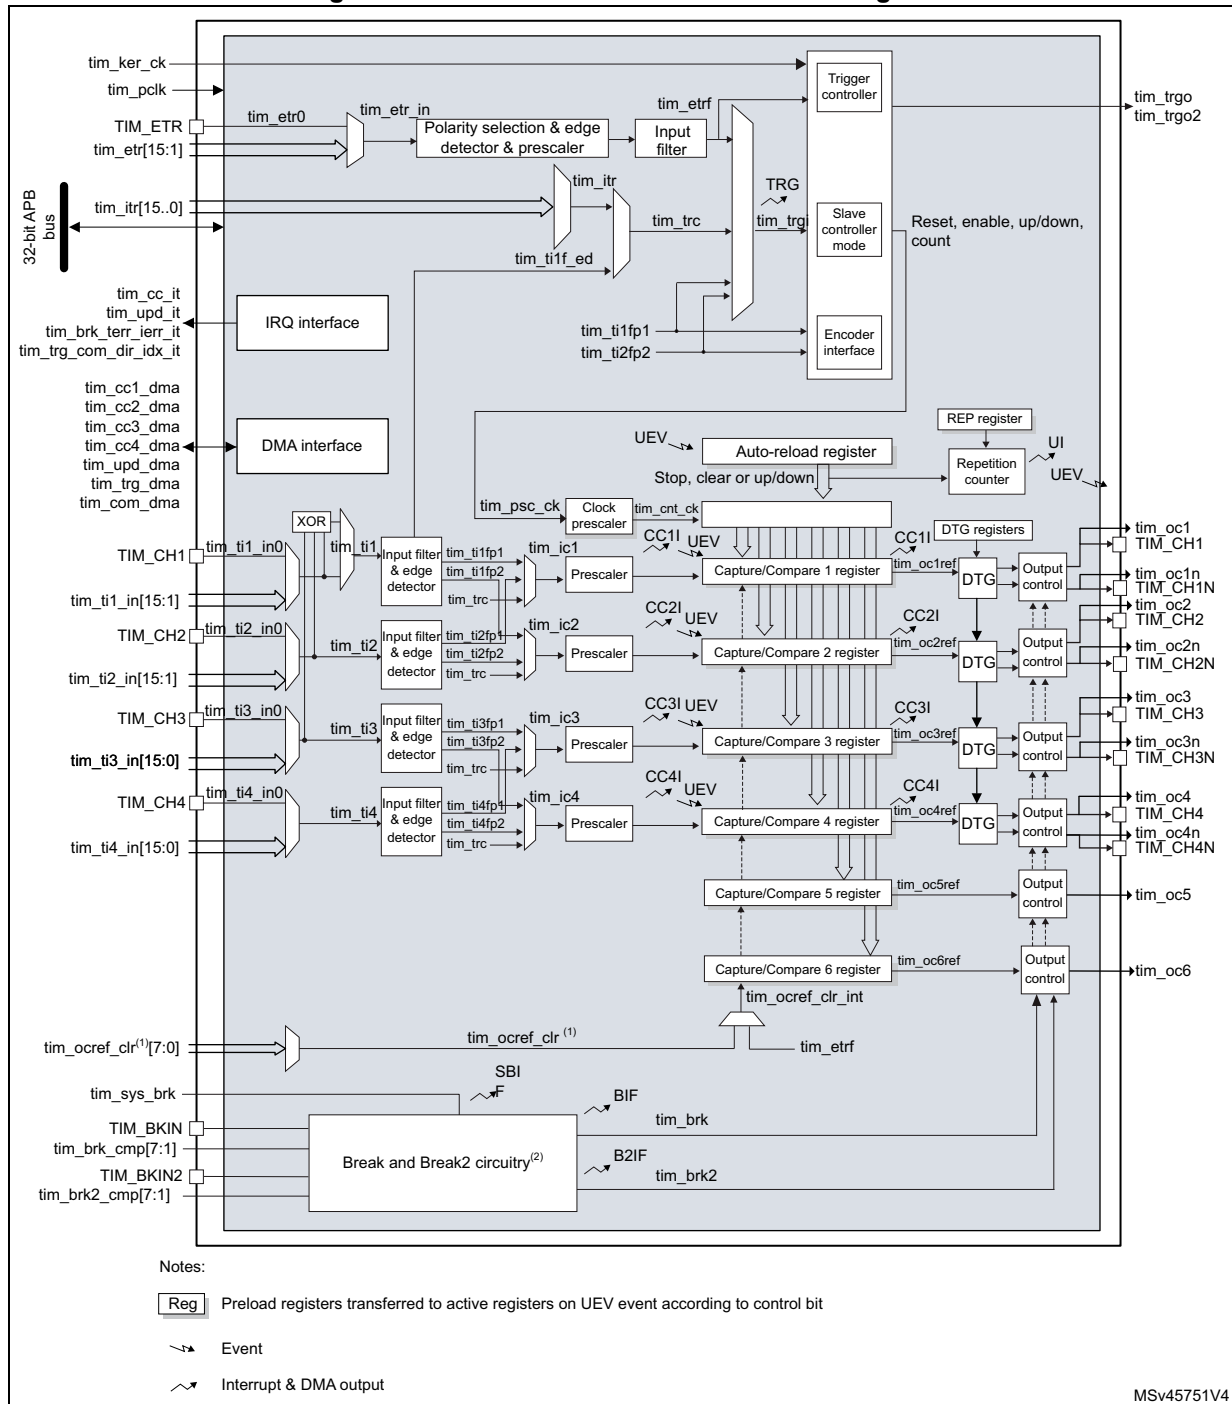 tim_ker_ck
tim_pclk
TIM_ETR
tim_etr0
tim_etr_in
tim_etr[15:1]
Polarity selection & edge detector & prescaler
Input filter
tim_etrf
Trigger controller
tim_trgo
tim_trgo2
32-bit APB bus
tim_itr[15..0]
tim_itr
tim_trc
tim_ti1f_ed
TRG
tim_trgi
Slave controller mode
Reset, enable, up/down, count
tim_ti1fp1
tim_ti2fp2
Encoder interface
tim_cc_it
tim_upd_it
tim_brk_terr_ierr_it
tim_trg_com_dir_idx_it
IRQ interface
tim_cc1_dma
tim_cc2_dma
tim_cc3_dma
tim_cc4_dma
tim_upd_dma
tim_trg_dma
tim_com_dma
DMA interface
REP register
UEV
Auto-reload register
Repetition counter
UI
UEV
Stop, clear or up/down
tim_psc_ck
Clock prescaler
tim_cnt_ck
DTG registers
XOR
TIM_CH1
tim_ti1_in0
tim_ti1
tim_ti1_in[15:1]
Input filter & edge detector
tim_ti1fp1
tim_ti1fp2
tim_trc
tim_ic1
Prescaler
CC1I
UEV
Capture/Compare 1 register
CC1I
tim_oc1ref
DTG
Output control
tim_oc1
TIM_CH1
tim_oc1n
TIM_CH1N
TIM_CH2
tim_ti2_in0
tim_ti2
tim_ti2_in[15:1]
Input filter & edge detector
tim_ti2fp1
tim_ti2fp2
tim_trc
tim_ic2
Prescaler
CC2I
UEV
Capture/Compare 2 register
CC2I
tim_oc2ref
DTG
Output control
tim_oc2
TIM_CH2
tim_oc2n
TIM_CH2N
TIM_CH3
tim_ti3_in0
tim_ti3
tim_ti3_in[15:0]
Input filter & edge detector
tim_ti3fp1
tim_ti3fp2
tim_trc
tim_ic3
Prescaler
CC3I
UEV
Capture/Compare 3 register
CC3I
tim_oc3ref
DTG
Output control
tim_oc3
TIM_CH3
tim_oc3n
TIM_CH3N
TIM_CH4
tim_ti4_in0
tim_ti4
tim_ti4_in[15:0]
Input filter & edge detector
tim_ti4fp1
tim_ti4fp2
tim_trc
tim_ic4
Prescaler
CC4I
UEV
Capture/Compare 4 register
CC4I
tim_oc4ref
DTG
Output control
tim_oc4
TIM_CH4
tim_oc4n
TIM_CH4N
Capture/Compare 5 register
tim_oc5ref
Output control
tim_oc5
Capture/Compare 6 register
tim_oc6ref
Output control
tim_oc6
tim_ocref_clr_int
tim_ocref_clr(1)[7:0]
tim_ocref_clr (1)
tim_etrf
tim_sys_brk
SBI
F
BIF
TIM_BKIN
tim_brk
tim_brk_cmp[7:1]
Break and Break2 circuitry(2)
B2IF
TIM_BKIN2
tim_brk2
tim_brk2_cmp[7:1]
Notes:
Reg Preload registers transferred to active registers on UEV event according to control bit
Event
Interrupt & DMA output
MSv45751V4